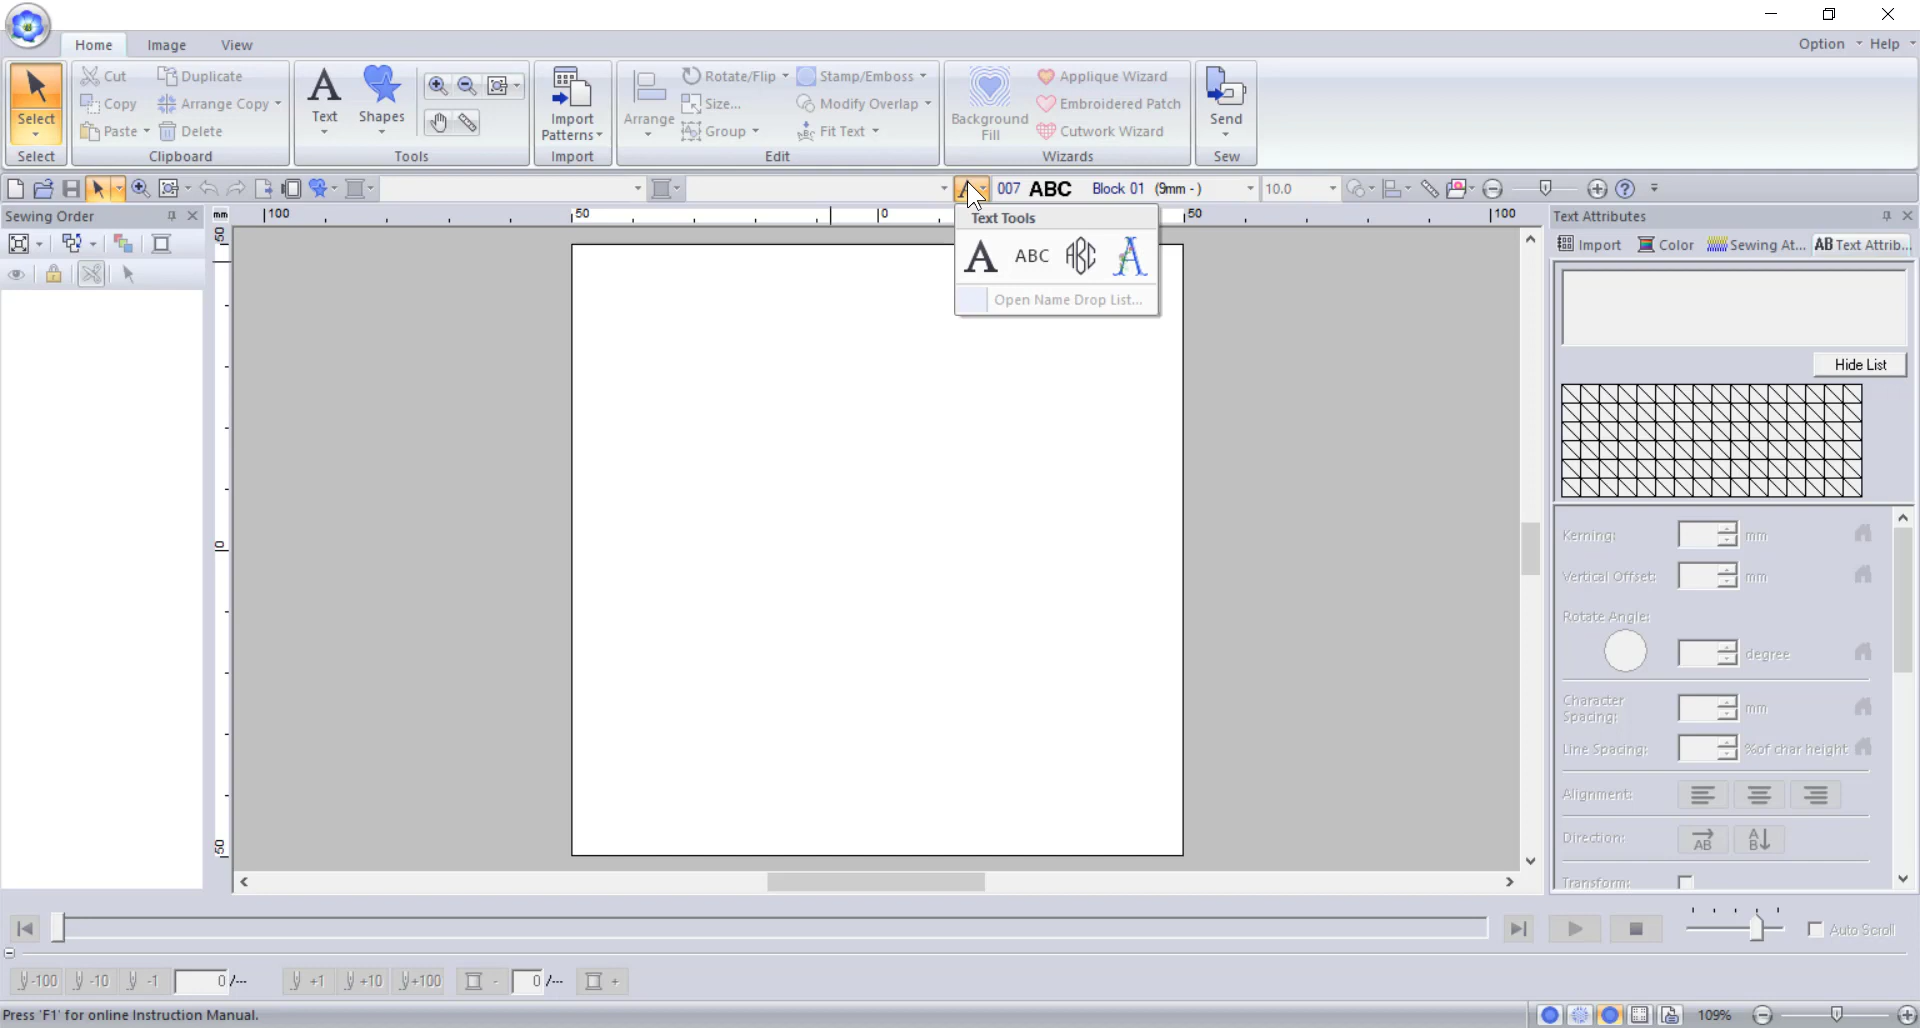 Home Image View Option Help
Cut Duplicate Rotate/Flip Stamp/Emboss Applique Wizard
Select Copy Arrange Copy Text Shapes Import Patterns Arrange Size... Modify Overlap Background Fill Embroidered Patch Send
Paste Delete Group Fit Text Cutwork Wizard
Select Clipboard Tools Import Edit Wizards Sew
007 ABC Block 01 (9mm - ) 10.0
Sewing Order mm 100 50 0 50 100 Text Attributes
Text Tools
A ABC ABC A
Open Name Drop List...
50
0
50
Import Color Sewing At... AB Text Attrib...
Hide List
Kerning: mm
Vertical Offset: mm
Rotate Angle:
degree
Character Spacing: mm
Line Spacing: %of char height
Alignment:
Direction: AB AB
Transform:
Auto Scroll
-100 -10 -1 0 /--- +1 +10 +100 - 0 /--- +
Press 'F1' for online Instruction Manual. 109%